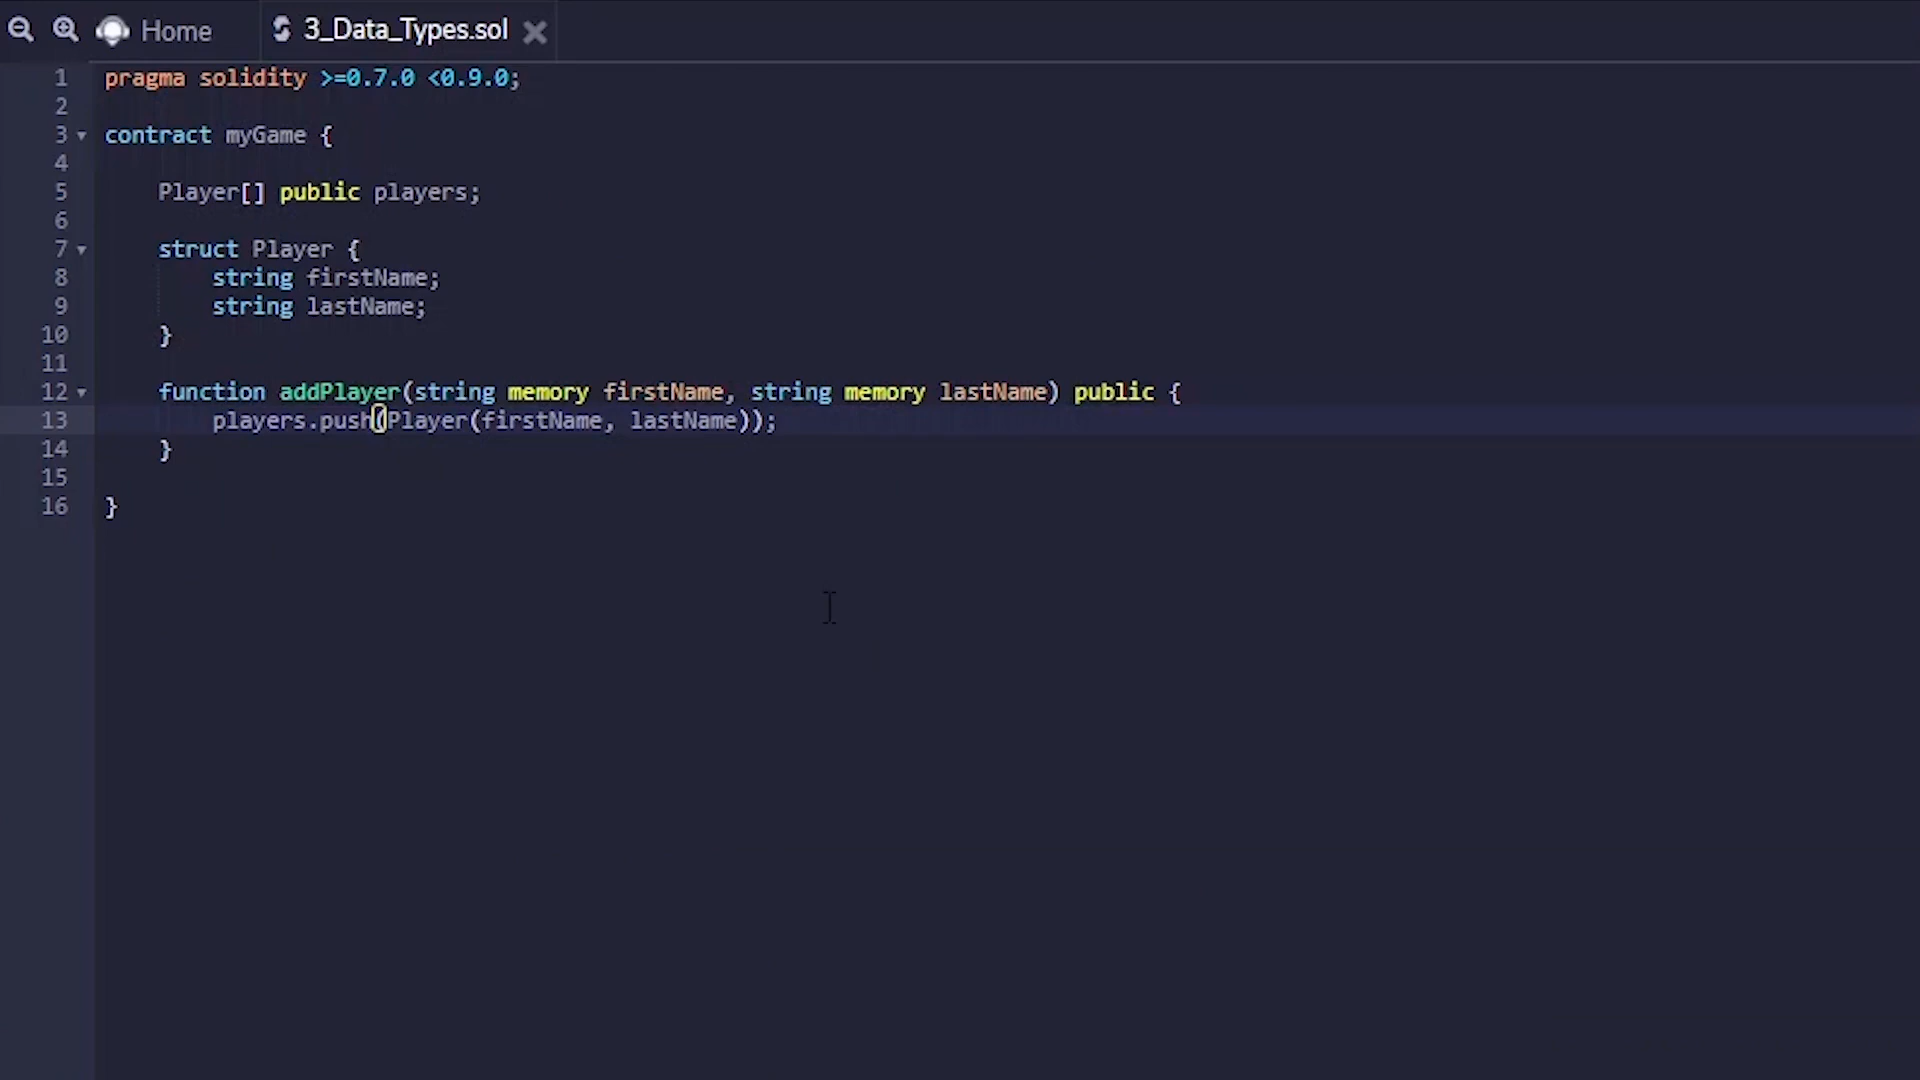 Home 3_Data_Types.sol
1 pragma solidity >=0.7.0 <0.9.0;
2
3 contract myGame {
4
5 Player[] public players;
6
7 struct Player {
8 string firstName;
9 string lastName;
10 }
11
12 function addPlayer(string memory firstName, string memory lastName) public {
13 players.push(Player(firstName, lastName));
14 }
15
16 }